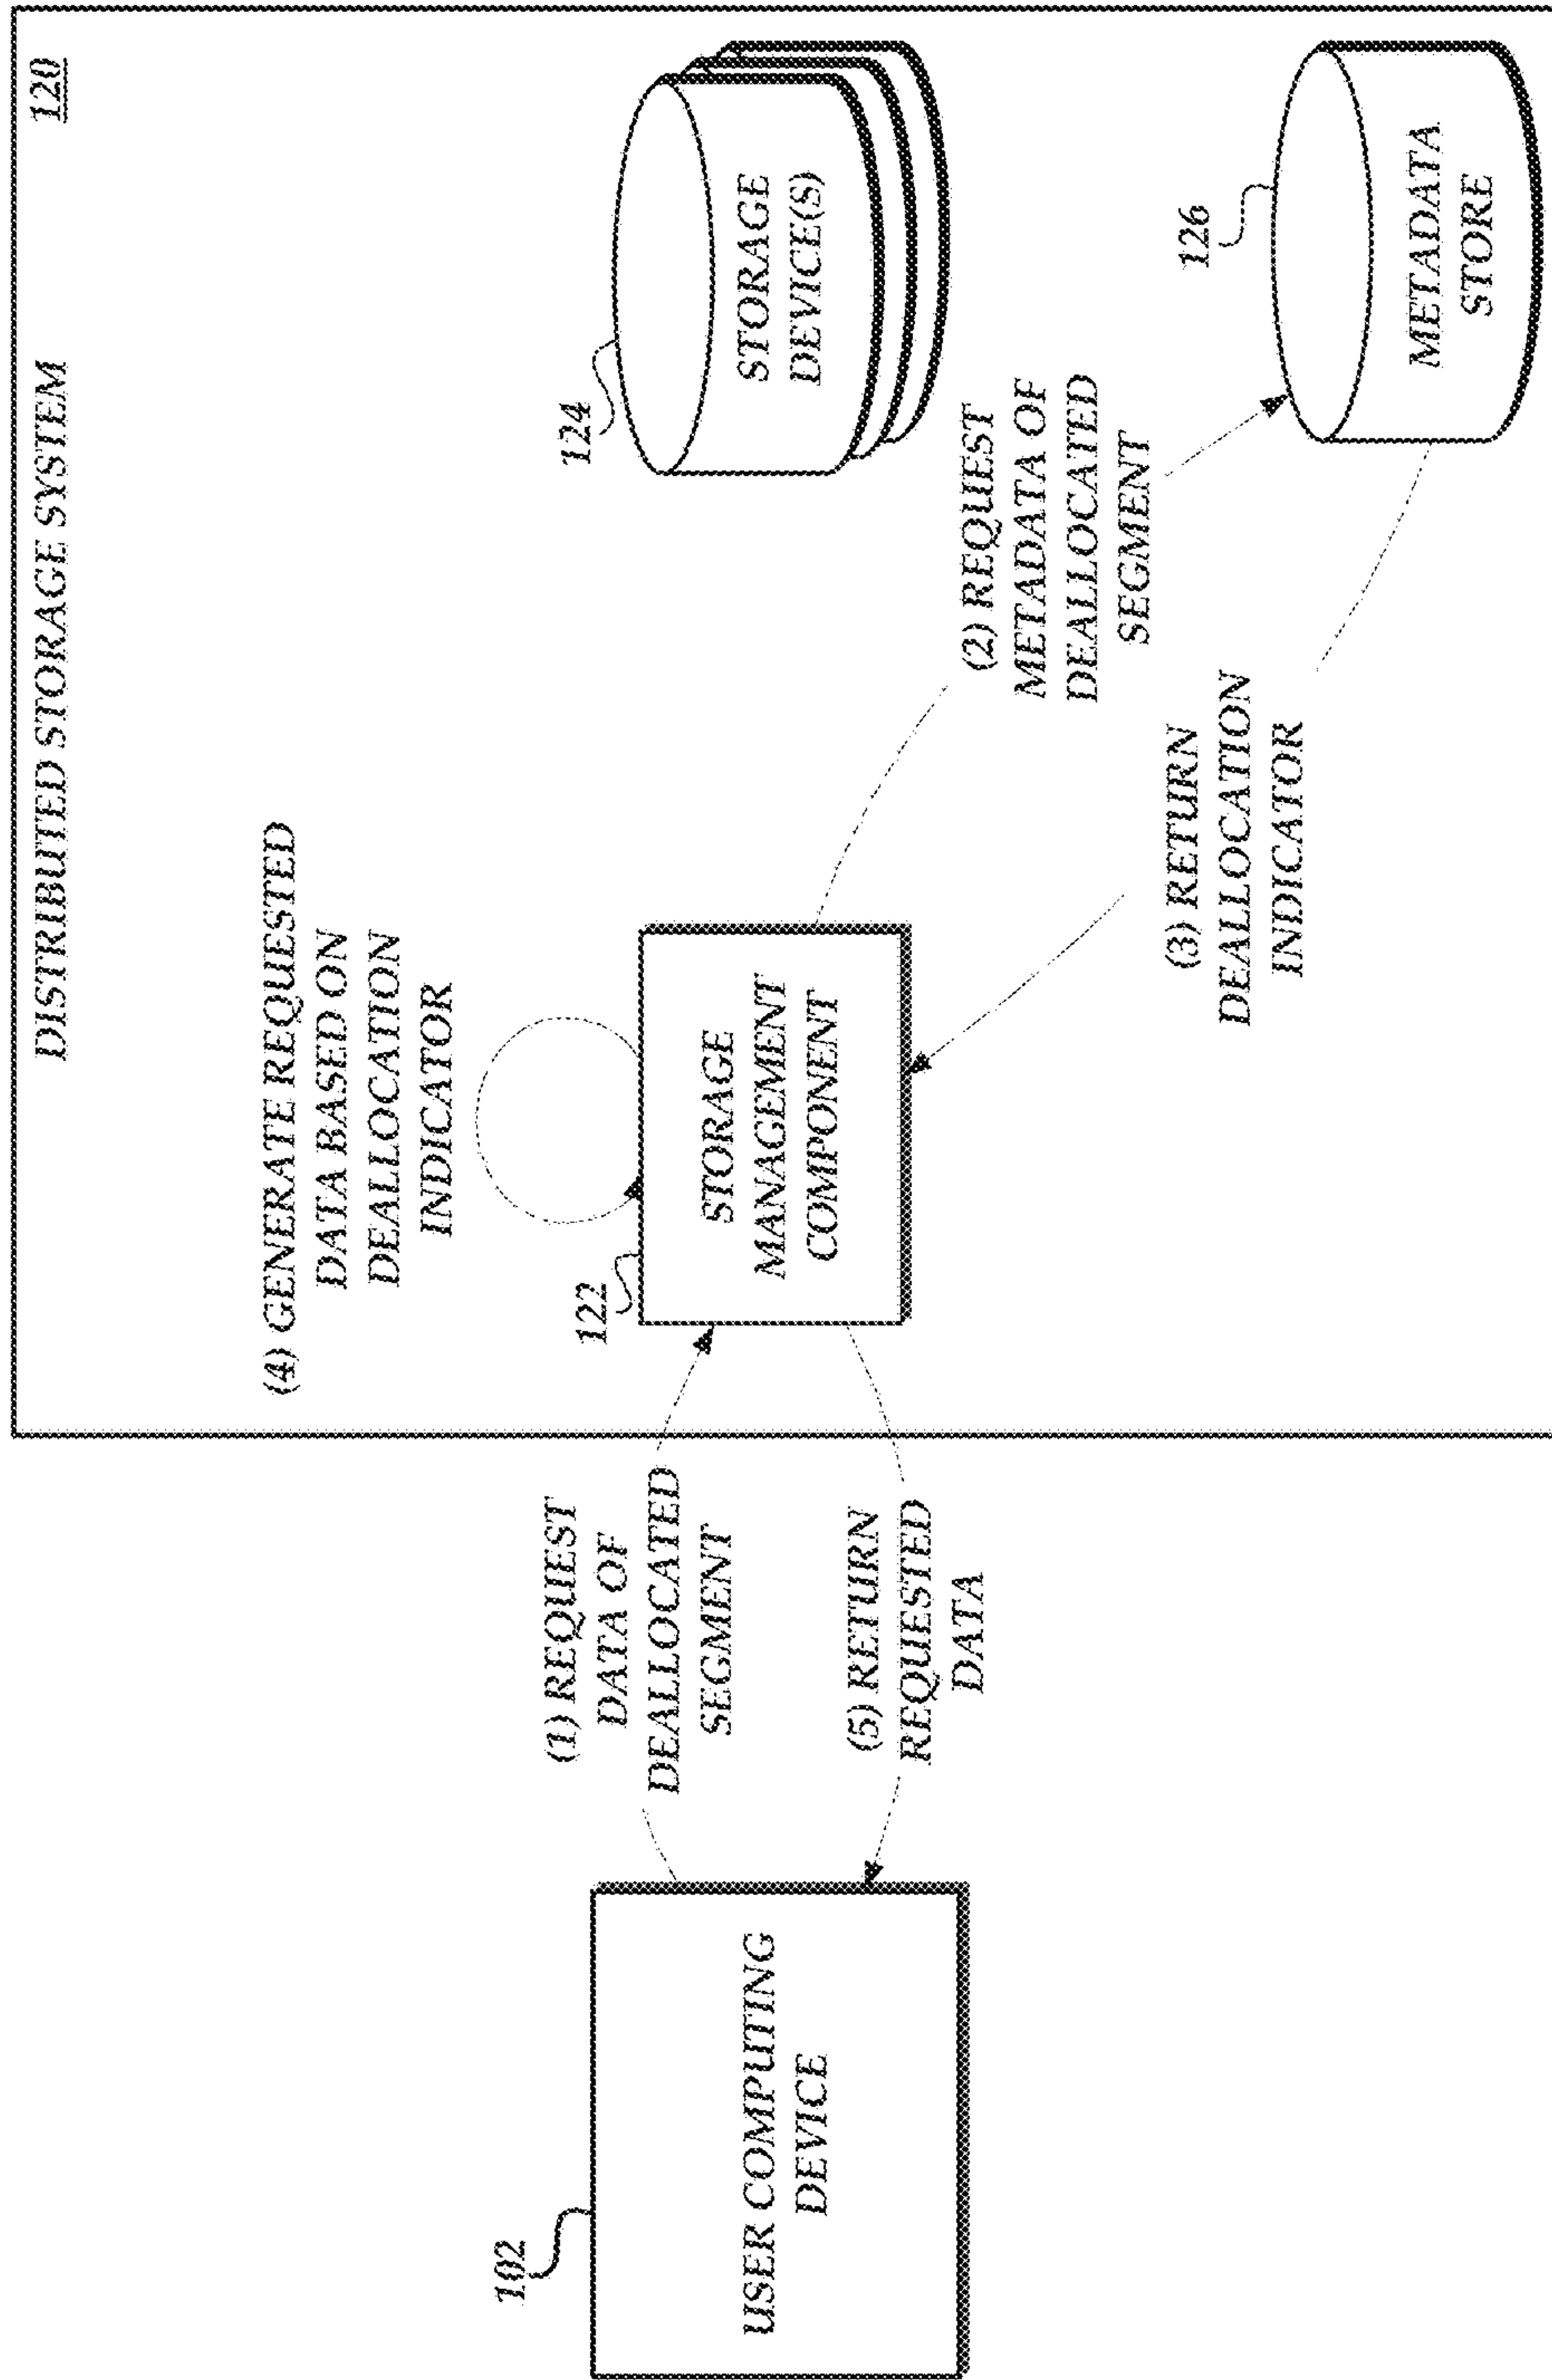 DISTRIBUTED STORAGE SYSTEM
120
(4) GENERATE REQUESTED
DATA BASED ON
DEALLOCATION
INDICATOR
102
USER COMPUTING
DEVICE
(1) REQUEST
DATA OF
DEALLOCATED
SEGMENT
(5) RETURN
REQUESTED
DATA
122
STORAGE
MANAGEMENT
COMPONENT
124
STORAGE
DEVICE(S)
(2) REQUEST
METADATA OF
DEALLOCATED
SEGMENT
(3) RETURN
DEALLOCATION
INDICATOR
126
METADATA
STORE